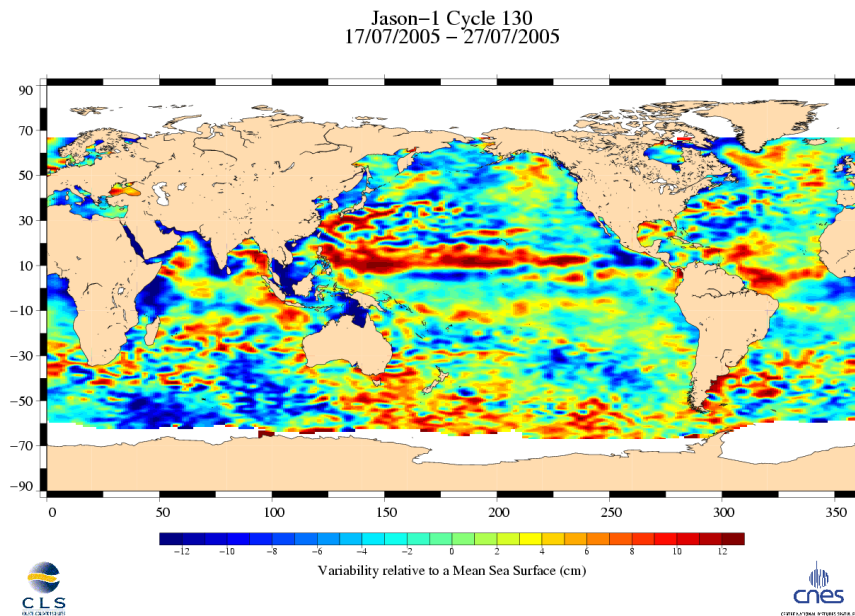 Jason−1 Cycle 130
17/07/2005 − 27/07/2005
90
70
50
30
10
−10
−30
−50
−70
−90
0 50 100 150 200 250 300 350
−12 −10 −8 −6 −4 −2 0 2 4 6 8 10 12
Variability relative to a Mean Sea Surface (cm)
CLS
cnes